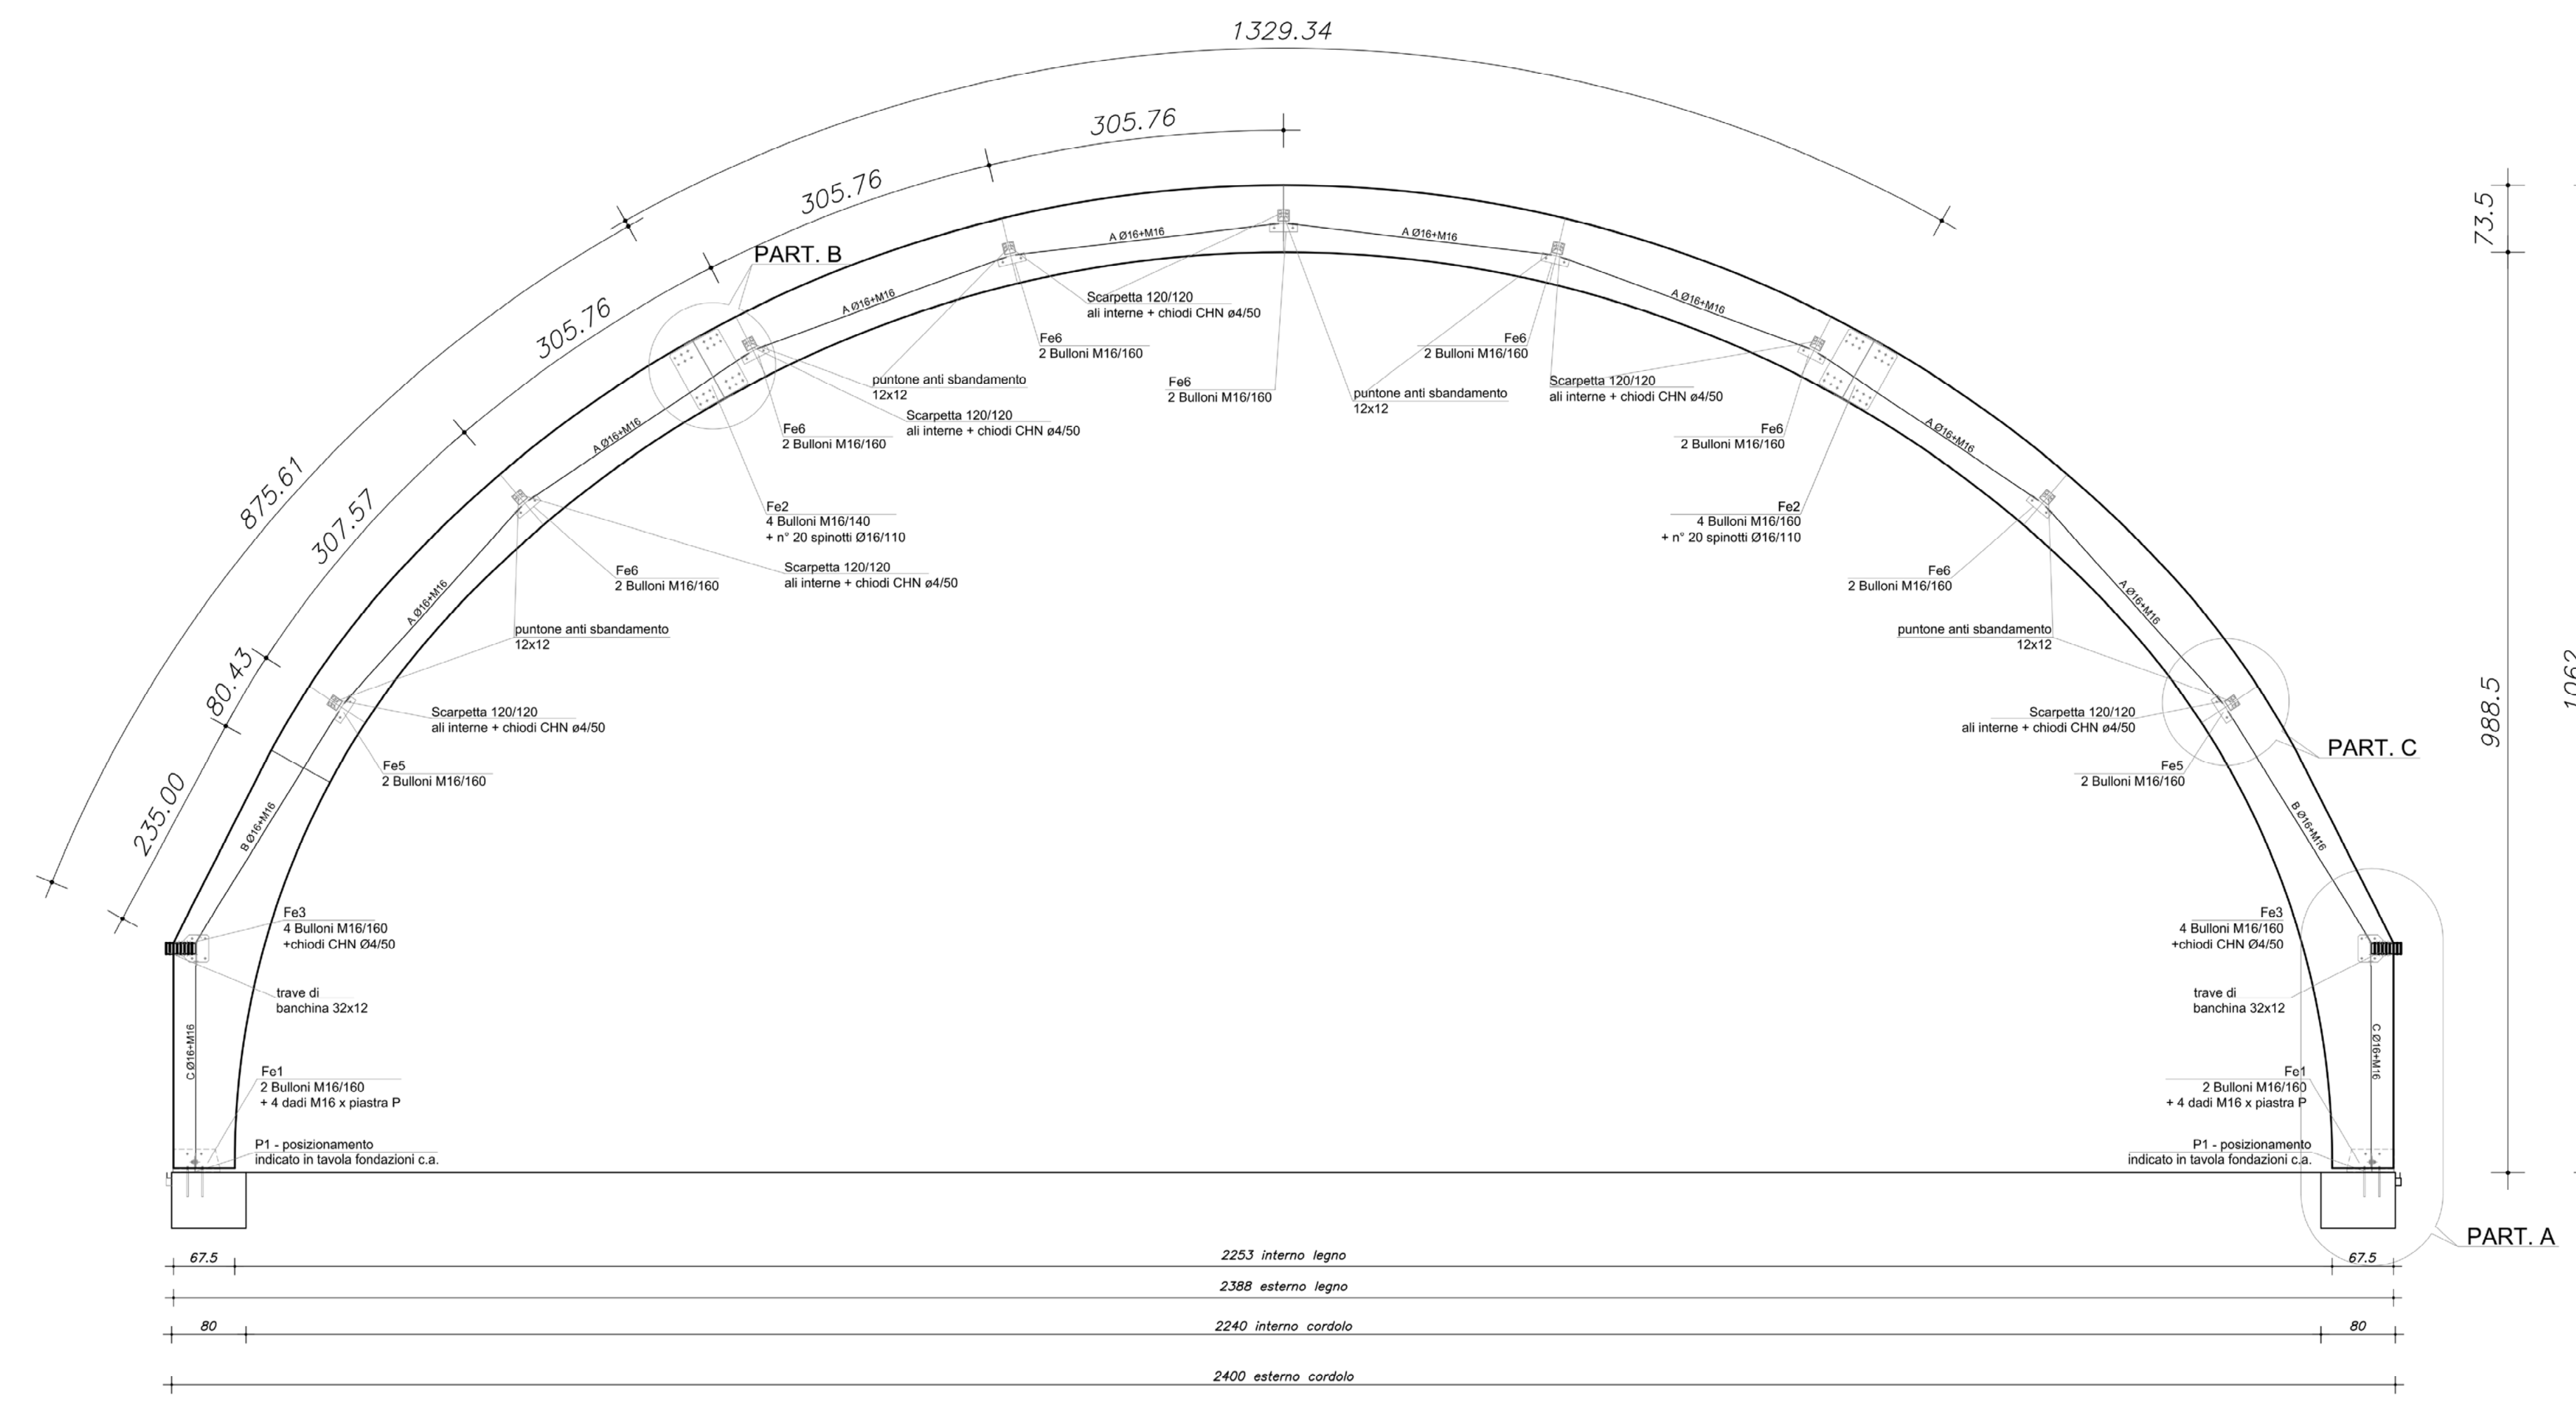 1329.34
305.76
305.76
305.76
875.61
307.57
80.43
235.00
73.5
988.5
1062
PART. B
A Ø16+M16
A Ø16+M16
A Ø16+M16
A Ø16+M16
A Ø16+M16
A Ø16+M16
A Ø16+M16
A Ø16+M16
B Ø16+M16
B Ø16+M16
C Ø16+M16
C Ø16+M16
Scarpetta 120/120
ali interne + chiodi CHN ø4/50
Fe6
2 Bulloni M16/160
Fe6
2 Bulloni M16/160
puntone anti sbandamento
12x12
Fe6
2 Bulloni M16/160
puntone anti sbandamento
12x12
Scarpetta 120/120
ali interne + chiodi CHN ø4/50
Scarpetta 120/120
ali interne + chiodi CHN ø4/50
Fe6
2 Bulloni M16/160
Fe6
2 Bulloni M16/160
Fe2
4 Bulloni M16/140
+ n° 20 spinotti Ø16/110
Fe2
4 Bulloni M16/160
+ n° 20 spinotti Ø16/110
Fe6
2 Bulloni M16/160
Scarpetta 120/120
ali interne + chiodi CHN ø4/50
Fe6
2 Bulloni M16/160
puntone anti sbandamento
12x12
puntone anti sbandamento
12x12
Scarpetta 120/120
ali interne + chiodi CHN ø4/50
Scarpetta 120/120
ali interne + chiodi CHN ø4/50
PART. C
Fe5
2 Bulloni M16/160
Fe5
2 Bulloni M16/160
Fe3
4 Bulloni M16/160
+chiodi CHN Ø4/50
Fe3
4 Bulloni M16/160
+chiodi CHN Ø4/50
trave di
banchina 32x12
trave di
banchina 32x12
Fe1
2 Bulloni M16/160
+ 4 dadi M16 x piastra P
Fe1
2 Bulloni M16/160
+ 4 dadi M16 x piastra P
P1 - posizionamento
indicato in tavola fondazioni c.a.
P1 - posizionamento
indicato in tavola fondazioni c.a.
PART. A
67.5
2253 interno legno
67.5
2388 esterno legno
80
2240 interno cordolo
80
2400 esterno cordolo